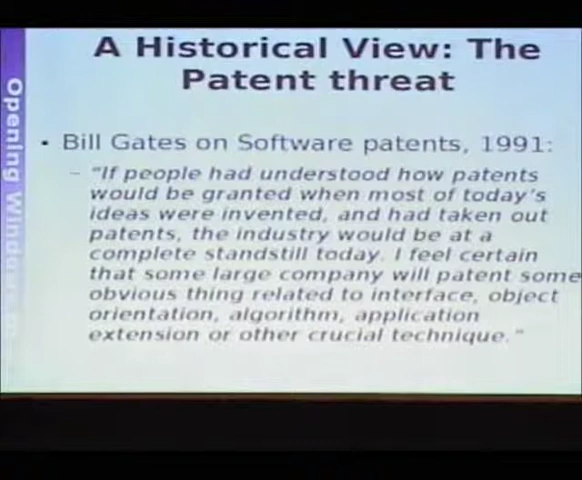 A Historical View: The
Patent threat
Opening Windows
• Bill Gates on Software patents, 1991:
– "If people had understood how patents
would be granted when most of today's
ideas were invented, and had taken out
patents, the industry would be at a
complete standstill today. I feel certain
that some large company will patent some
obvious thing related to interface, object
orientation, algorithm, application
extension or other crucial technique."